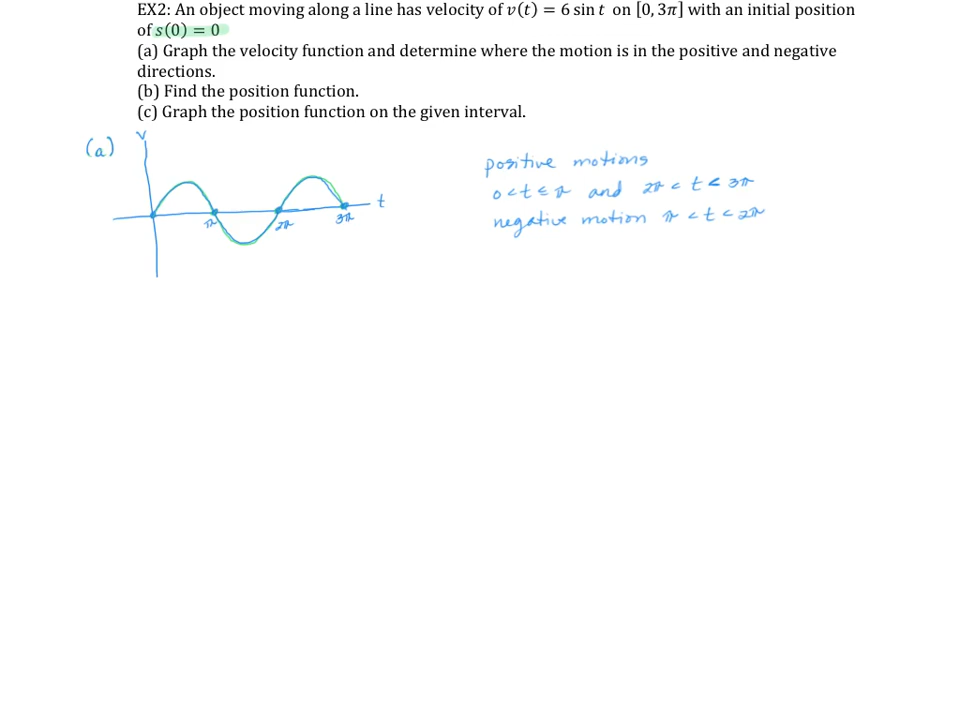 EX2: An object moving along a line has velocity of v(t) = 6 sin t on [0, 3π] with an initial position
of s(0) = 0
(a) Graph the velocity function and determine where the motion is in the positive and negative
directions.
(b) Find the position function.
(c) Graph the position function on the given interval.
(a)
v
t
π
2π
3π
positive motions
0 < t ≤ π and 2π < t < 3π
negative motion π < t < 2π